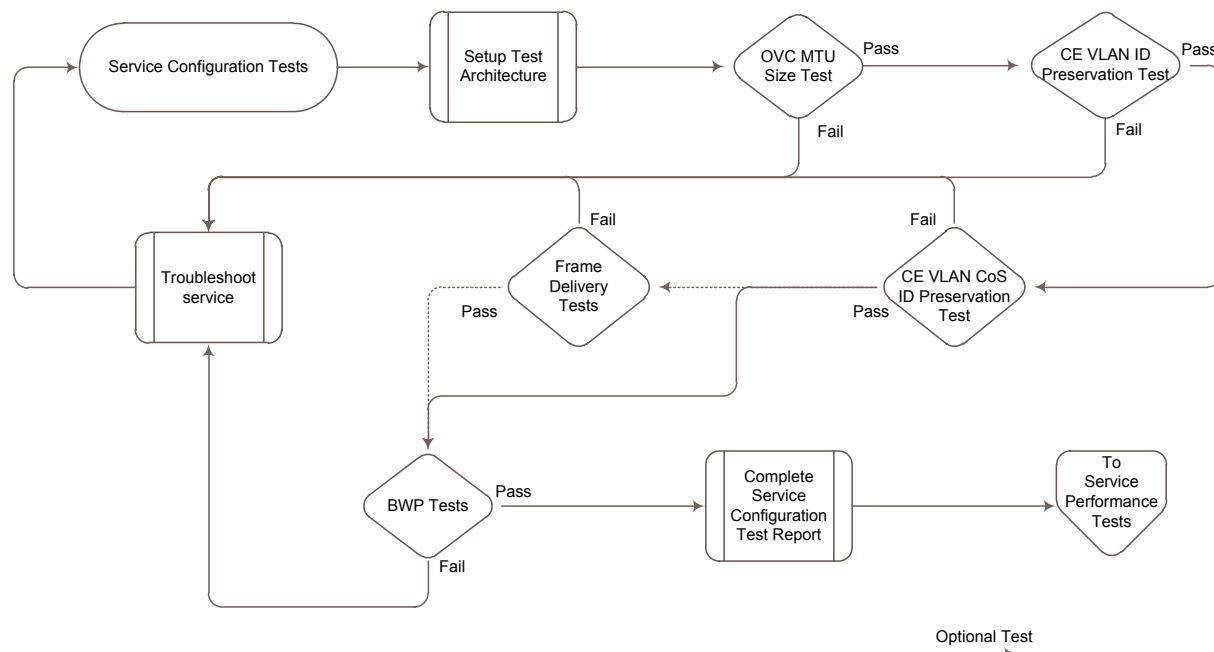 Service Configuration Tests
Setup Test
Architecture
OVC MTU
Size Test
Pass
Fail
CE VLAN ID
Preservation Test
Pass
Fail
Troubleshoot
service
Fail
Frame
Delivery
Tests
Pass
Fail
CE VLAN CoS
ID Preservation
Test
Pass
BWP Tests
Pass
Fail
Complete
Service
Configuration
Test Report
To
Service
Performance
Tests
Optional Test